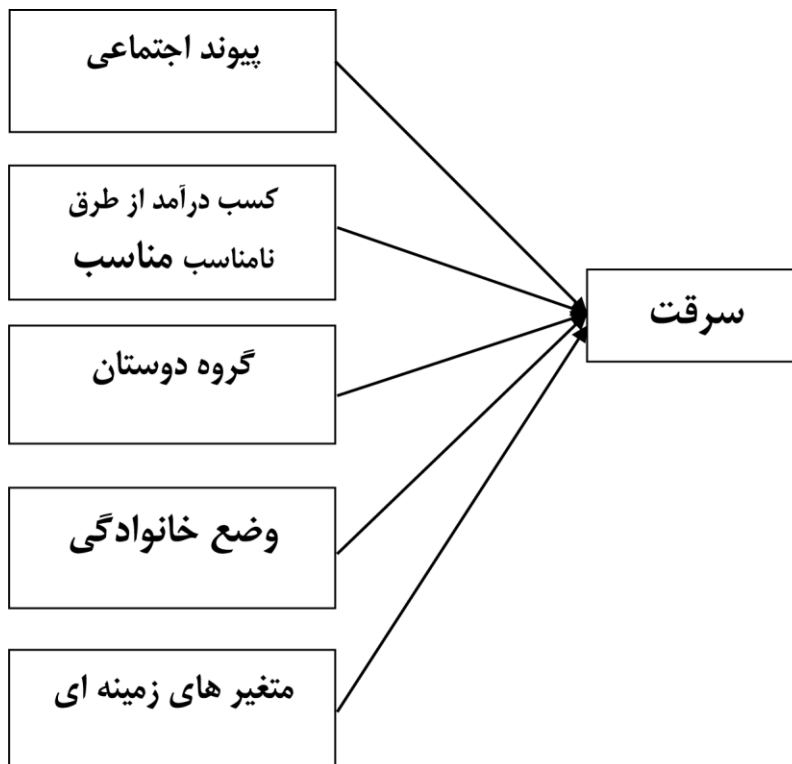 پیوند اجتماعی
کسب درآمد از طرق
نامناسب مناسب
گروه دوستان
وضع خانوادگی
متغیر های زمینه ای
سرقت